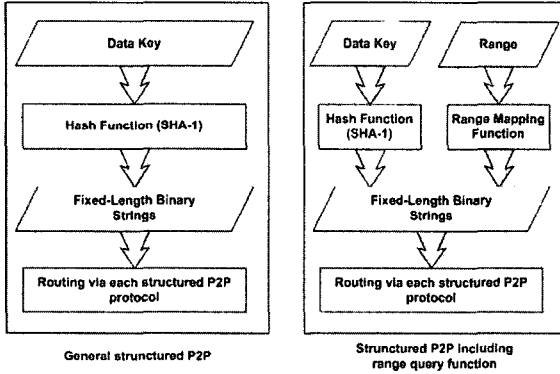 Data Key
Hash Function (SHA-1)
Fixed-Length Binary
Strings
Routing via each structured P2P
protocol
General strunctured P2P
Data Key
Range
Hash Function
(SHA-1)
Range Mapping
Function
Fixed-Length Binary
Strings
Routing via each structured P2P
protocol
Strunctured P2P including
range query function